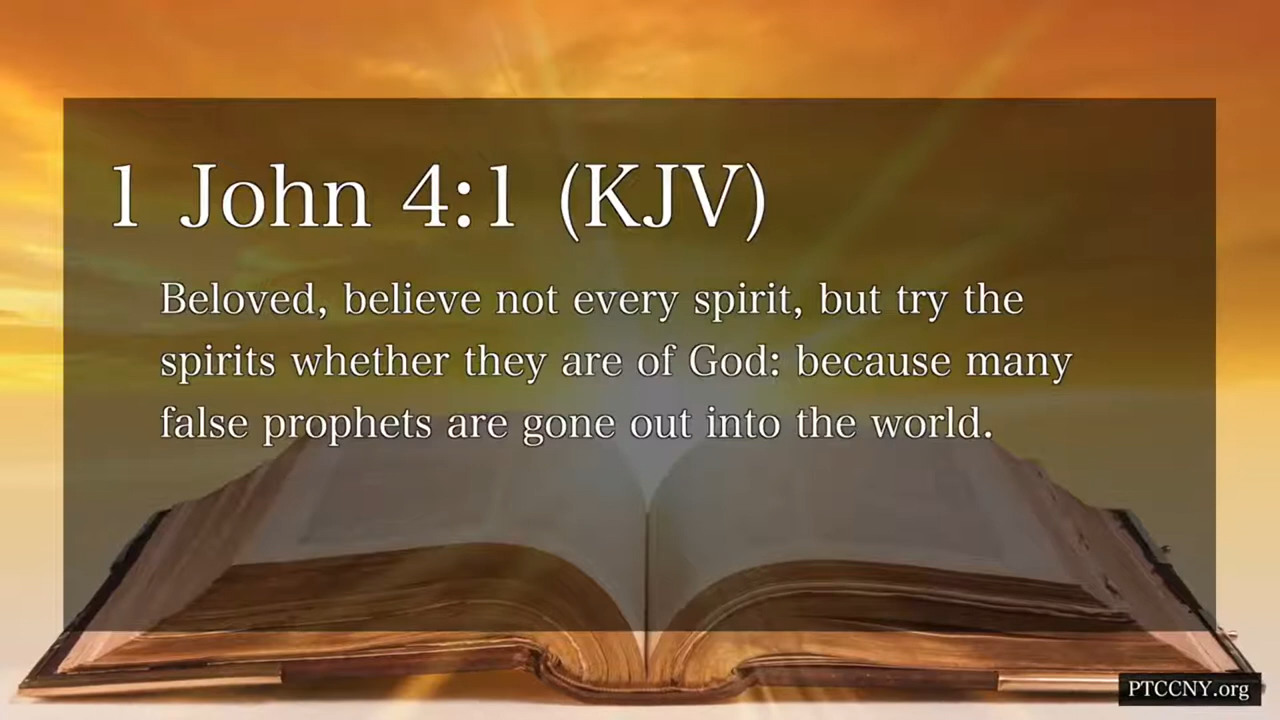 1 John 4:1 (KJV)
Beloved, believe not every spirit, but try the
spirits whether they are of God: because many
false prophets are gone out into the world.
PTCCNY.org